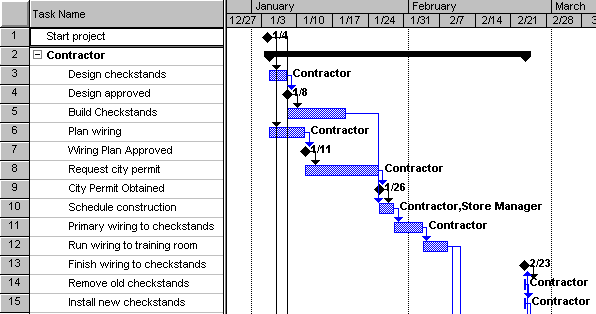 Task Name January February March
12/27 1/3 1/10 1/17 1/24 1/31 2/7 2/14 2/21 2/28 3/7
1 Start project 1/4
2 Contractor
3 Design checkstands Contractor
4 Design approved 1/8
5 Build Checkstands
6 Plan wiring Contractor
7 Wiring Plan Approved 1/11
8 Request city permit Contractor
9 City Permit Obtained 1/26
10 Schedule construction Contractor,Store Manager
11 Primary wiring to checkstands Contractor
12 Run wiring to training room
13 Finish wiring to checkstands 2/23
14 Remove old checkstands Contractor
15 Install new checkstands Contractor